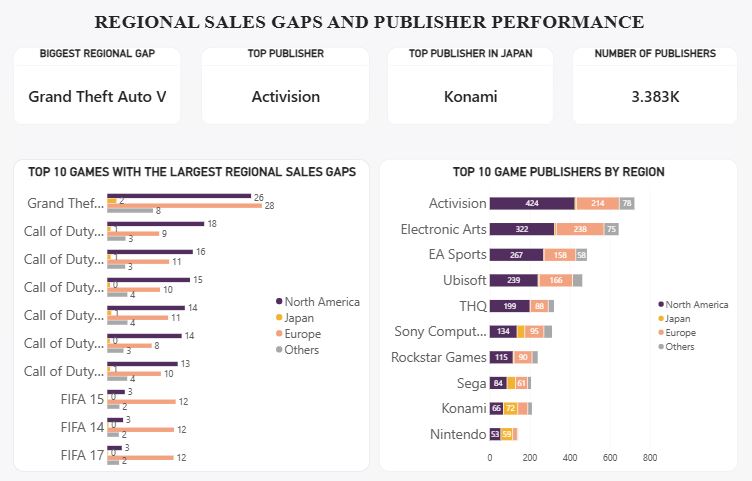 REGIONAL SALES GAPS AND PUBLISHER PERFORMANCE
BIGGEST REGIONAL GAP
Grand Theft Auto V
TOP PUBLISHER
Activision
TOP PUBLISHER IN JAPAN
Konami
NUMBER OF PUBLISHERS
3.383K
TOP 10 GAMES WITH THE LARGEST REGIONAL SALES GAPS
Grand Thef... 26 2 28 8
Call of Duty... 18 1 9 3
Call of Duty... 16 1 11 3
Call of Duty... 15 0 10 4
Call of Duty... 14 1 11 4
Call of Duty... 14 0 8 3
Call of Duty... 13 1 10 4
FIFA 15 3 0 12 2
FIFA 14 3 0 12 2
FIFA 17 3 0 12 2
North America
Japan
Europe
Others
TOP 10 GAME PUBLISHERS BY REGION
Activision 424 214 78
Electronic Arts 322 238 75
EA Sports 267 158 58
Ubisoft 239 166
THQ 199 88
Sony Comput... 134 95
Rockstar Games 115 90
Sega 84 61
Konami 66 72
Nintendo 53 59
0 200 400 600 800
North America
Japan
Europe
Others